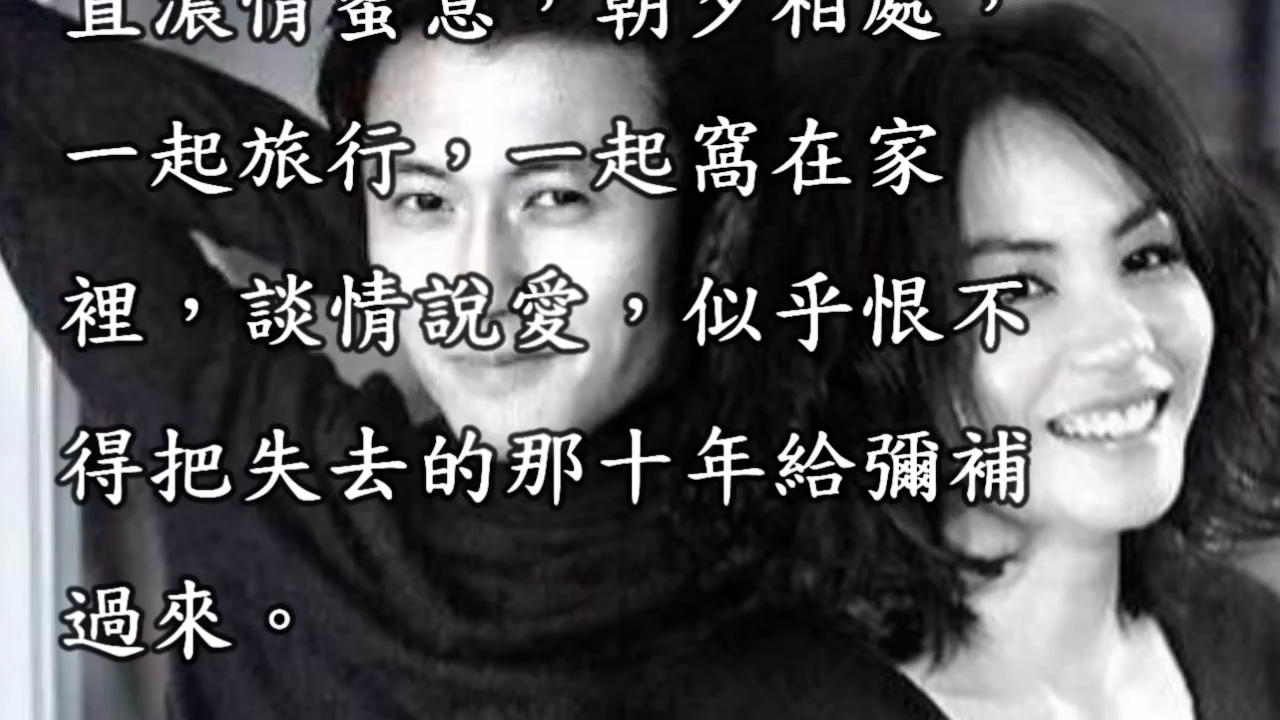 直濃情蜜意，朝夕相處，
一起旅行，一起窩在家
裡，談情說愛，似乎恨不
得把失去的那十年給彌補
過來。